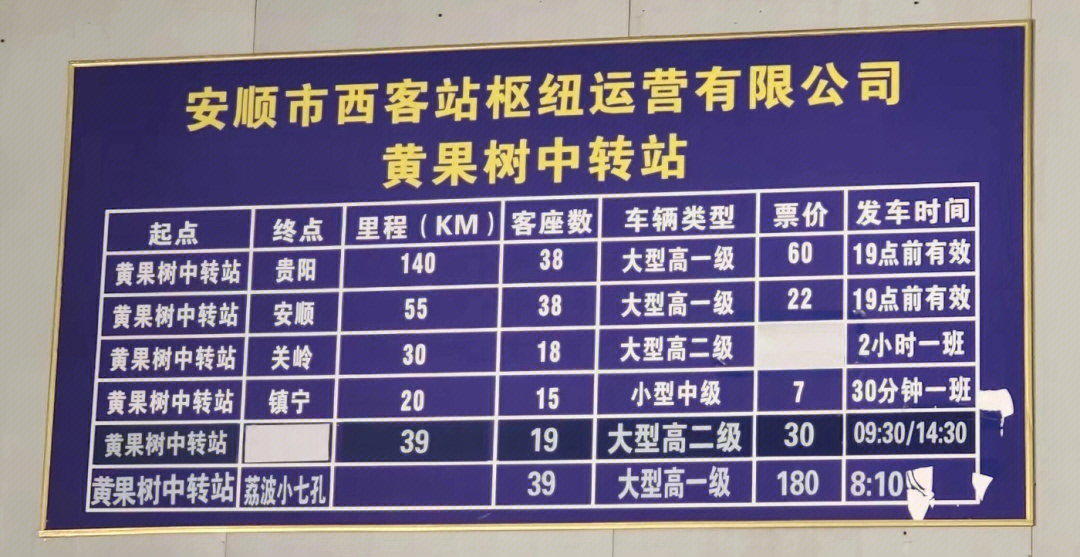 安顺市西客站枢纽运营有限公司
黄果树中转站
起点 终点 里程（KM） 客座数 车辆类型 票价 发车时间
黄果树中转站 贵阳 140 38 大型高一级 60 19点前有效
黄果树中转站 安顺 55 38 大型高一级 22 19点前有效
黄果树中转站 关岭 30 18 大型高二级 2小时一班
黄果树中转站 镇宁 20 15 小型中级 7 30分钟一班
黄果树中转站 39 19 大型高二级 30 09:30/14:30
黄果树中转站 荔波小七孔 39 大型高一级 180 8:10